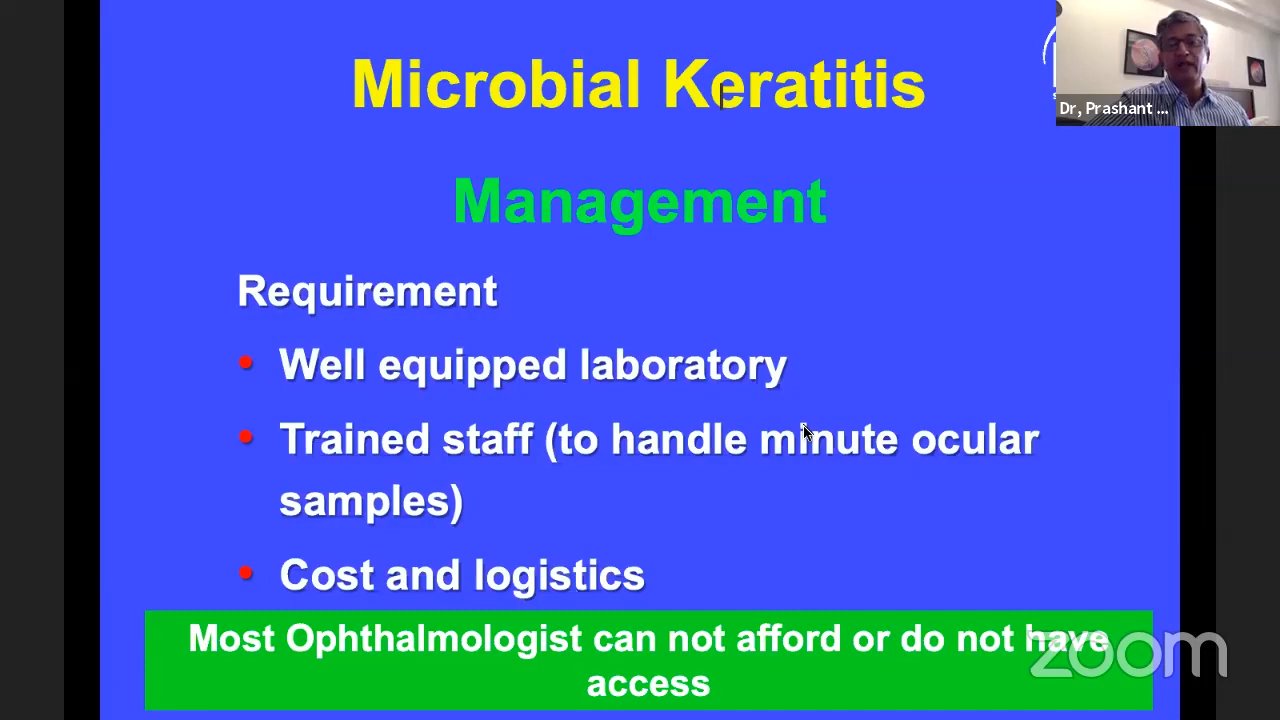 Microbial Keratitis
Dr, Prashant ...
Management
Requirement
• Well equipped laboratory
• Trained staff (to handle minute ocular
samples)
• Cost and logistics
Most Ophthalmologist can not afford or do not have
access
zoom